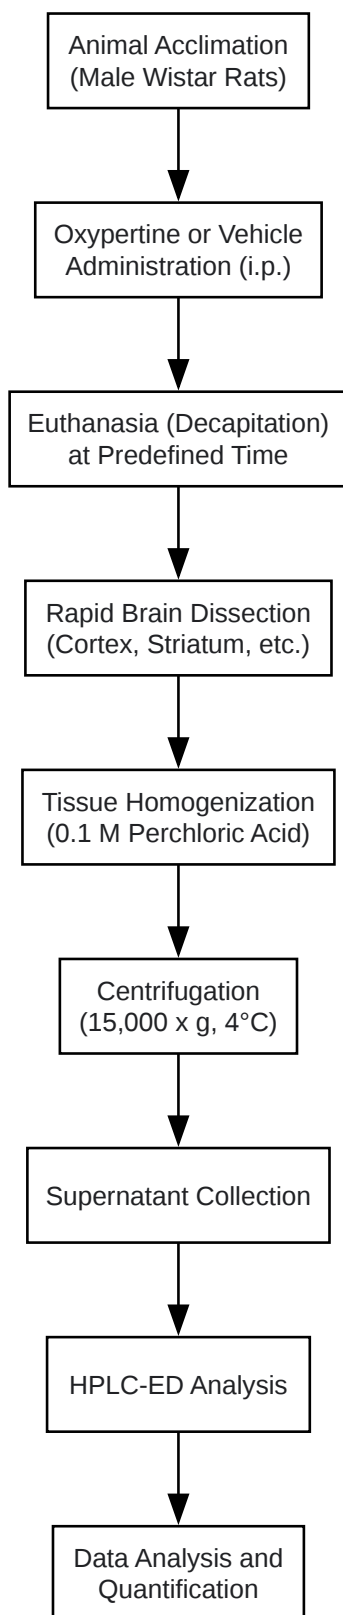 Animal Acclimation
(Male Wistar Rats)
Oxypertine or Vehicle
Administration (i.p.)
Euthanasia (Decapitation)
at Predefined Time
Rapid Brain Dissection
(Cortex, Striatum, etc.)
Tissue Homogenization
(0.1 M Perchloric Acid)
Centrifugation
(15,000 x g, 4°C)
Supernatant Collection
HPLC-ED Analysis
Data Analysis and
Quantification